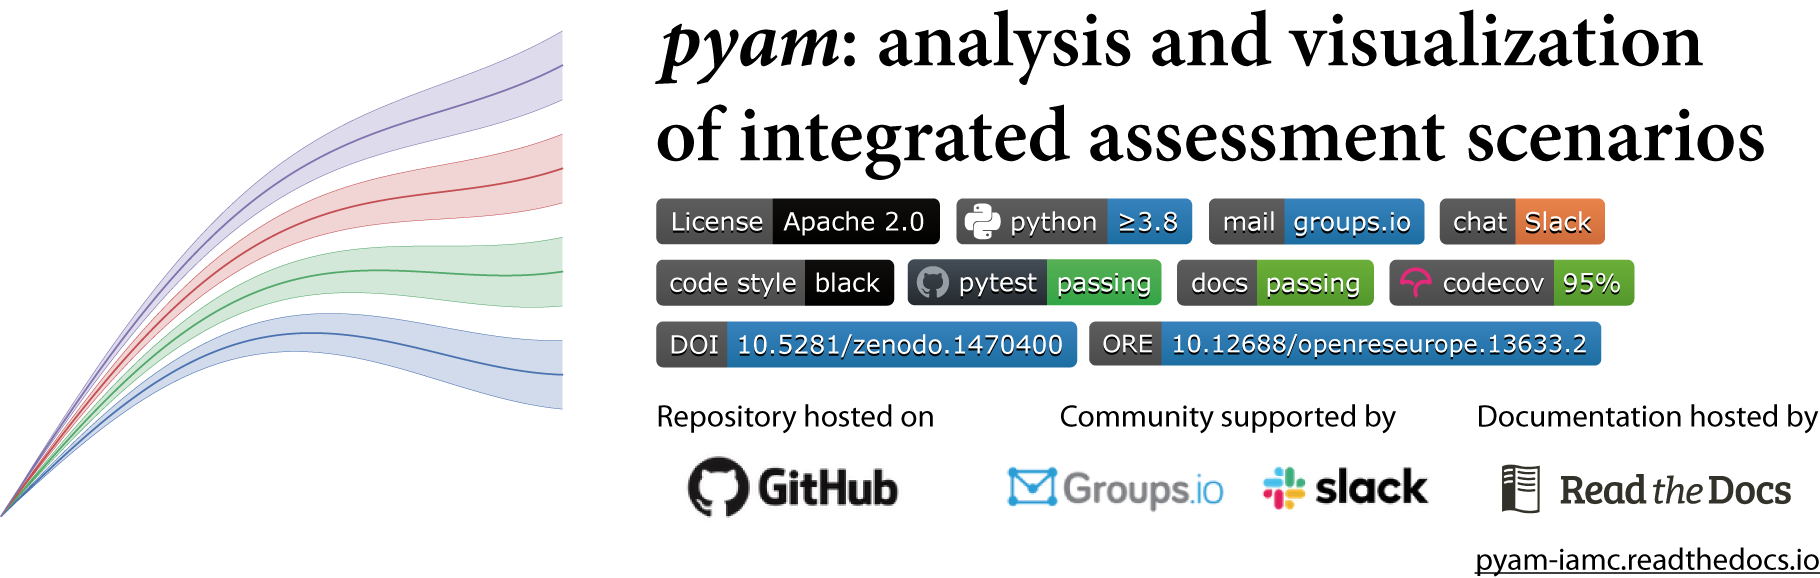 pyam: analysis and visualization
of integrated assessment scenarios
License Apache 2.0 python ≥3.8 mail groups.io chat Slack
code style black pytest passing docs passing codecov 95%
DOI 10.5281/zenodo.1470400 ORE 10.12688/openreseurope.13633.2
Repository hosted on Community supported by Documentation hosted by
GitHub Groups.io slack Read the Docs
pyam-iamc.readthedocs.io